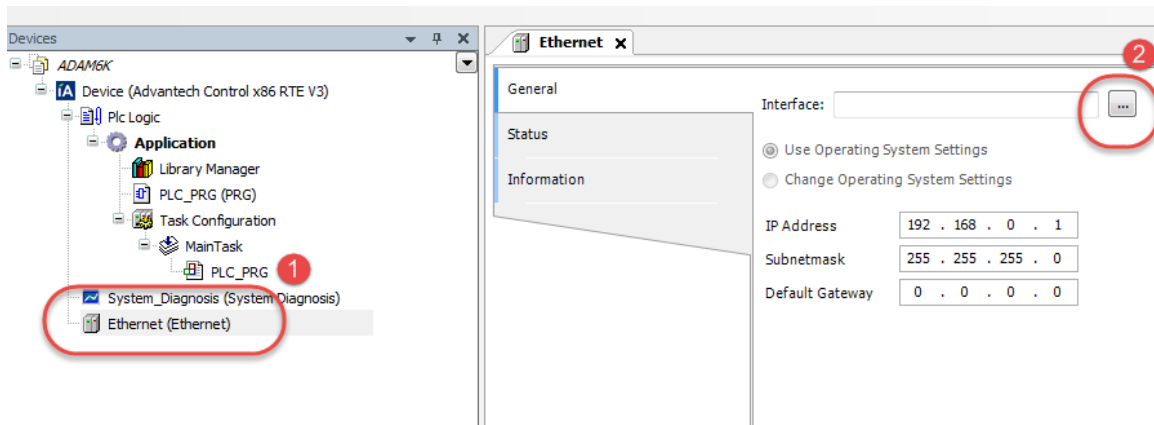 Devices
ADAM6K
Device (Advantech Control x86 RTE V3)
Plc Logic
Application
Library Manager
PLC_PRG (PRG)
Task Configuration
MainTask
PLC_PRG
1
System_Diagnosis (System Diagnosis)
Ethernet (Ethernet)
Ethernet x
2
General
Status
Information
Interface: ...
Use Operating System Settings
Change Operating System Settings
IP Address 192 . 168 . 0 . 1
Subnetmask 255 . 255 . 255 . 0
Default Gateway 0 . 0 . 0 . 0